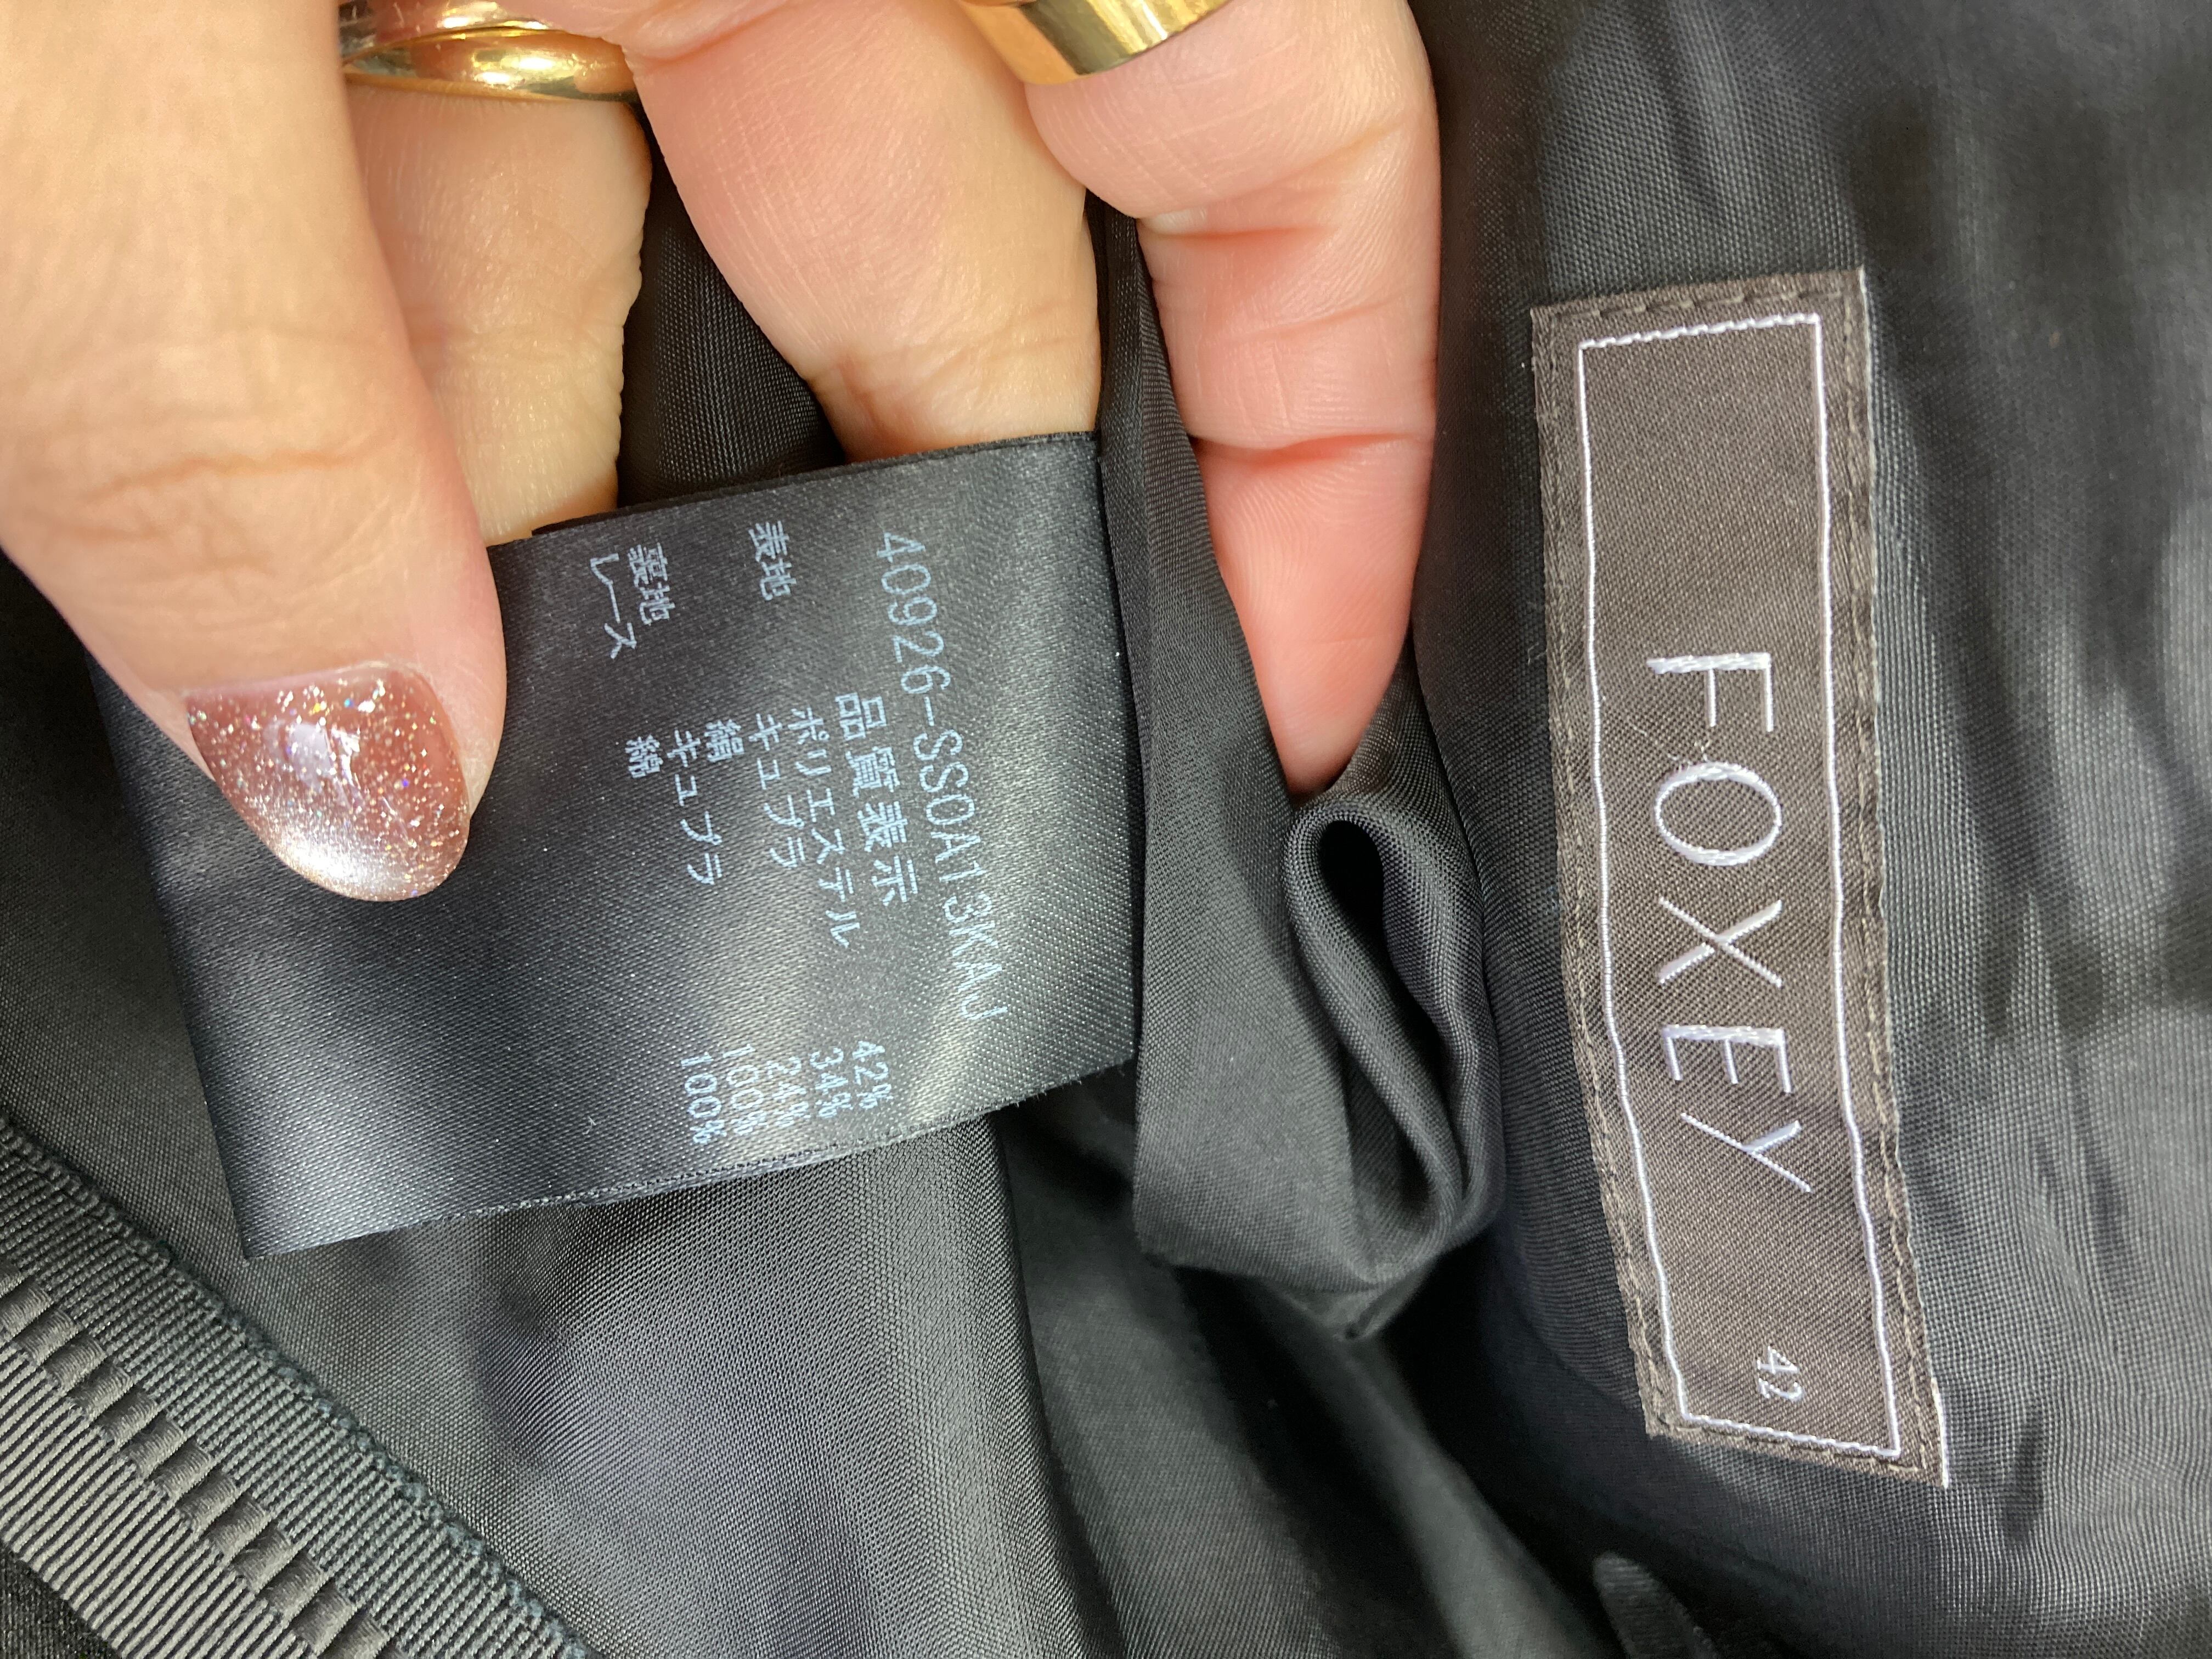 40926-SSOA13KAJ
品質表示
表地 ポリエステル 42%
キュプラ 34%
絹 24%
裏地 キュプラ 100%
レース 綿 100%
FOXEY
42